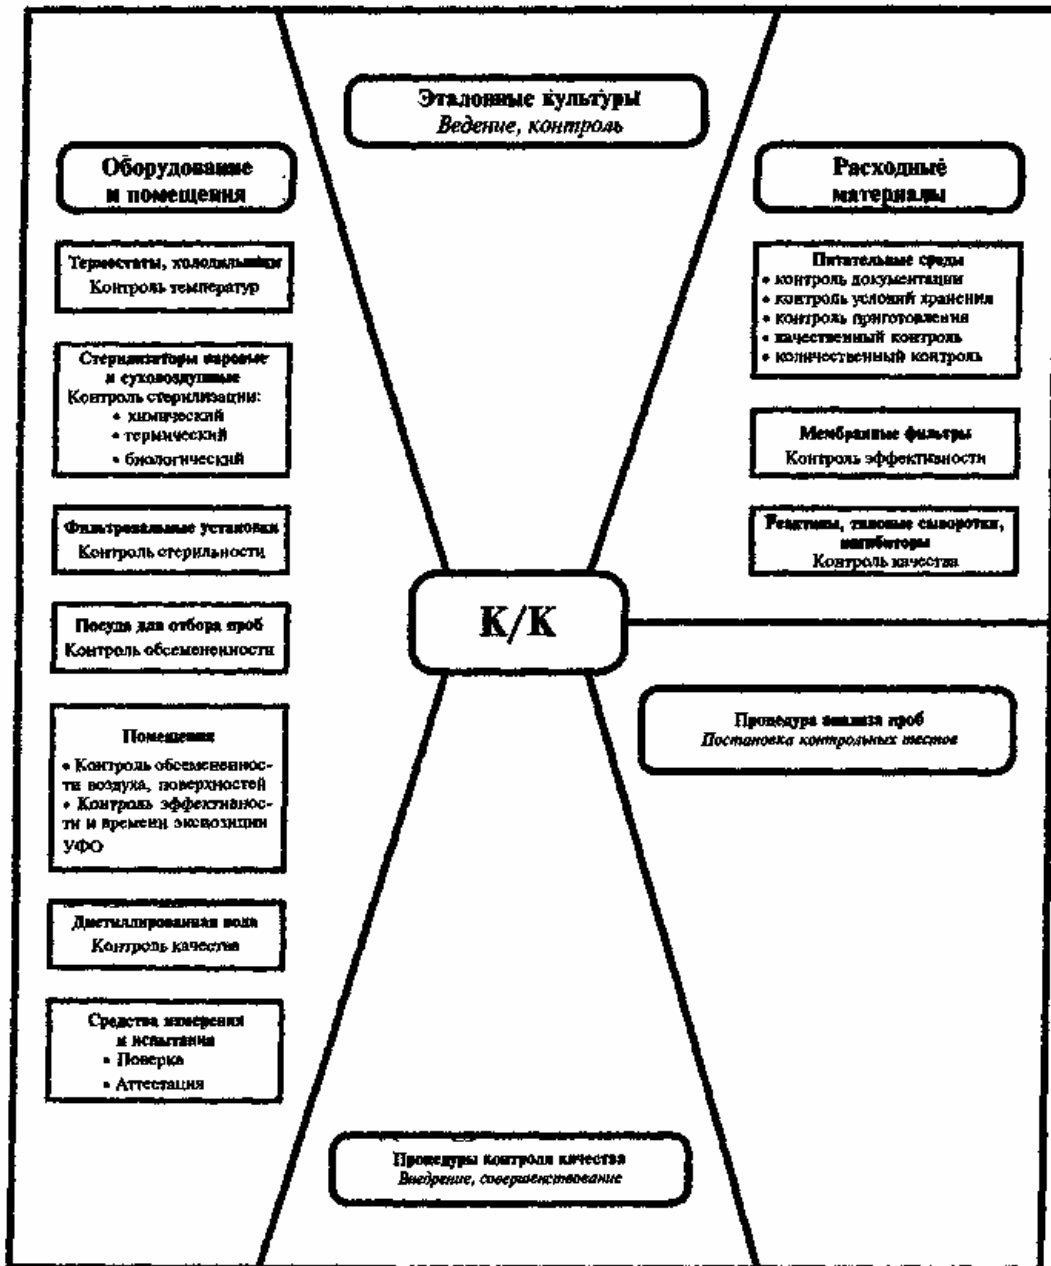 Эталонные культуры
Ведение, контроль
Оборудование
и помещения
Термостаты, холодильники
Контроль температур
Стерилизаторы паровые
и суховоздушные
Контроль стерилизации:
• химический
• термический
• биологический
Фильтровальные установки
Контроль стерильности
Посуда для отбора проб
Контроль обсемененности
Помещения
• Контроль обсемененнос-
ти воздуха, поверхностей
• Контроль эффективнос-
ти и времени экспозиции
УФО
Дистиллированная вода
Контроль качества
Средства измерения
и испытания
• Поверка
• Аттестация
Расходные
материалы
Питательные среды
• контроль документации
• контроль условий хранения
• контроль приготовления
• качественный контроль
• количественный контроль
Мембранные фильтры
Контроль эффективности
Реактивы, типовые сыворотки,
ингибиторы
Контроль качества
К/К
Процедура анализа проб
Постановка контрольных тестов
Процедуры контроля качества
Внедрение, совершенствование